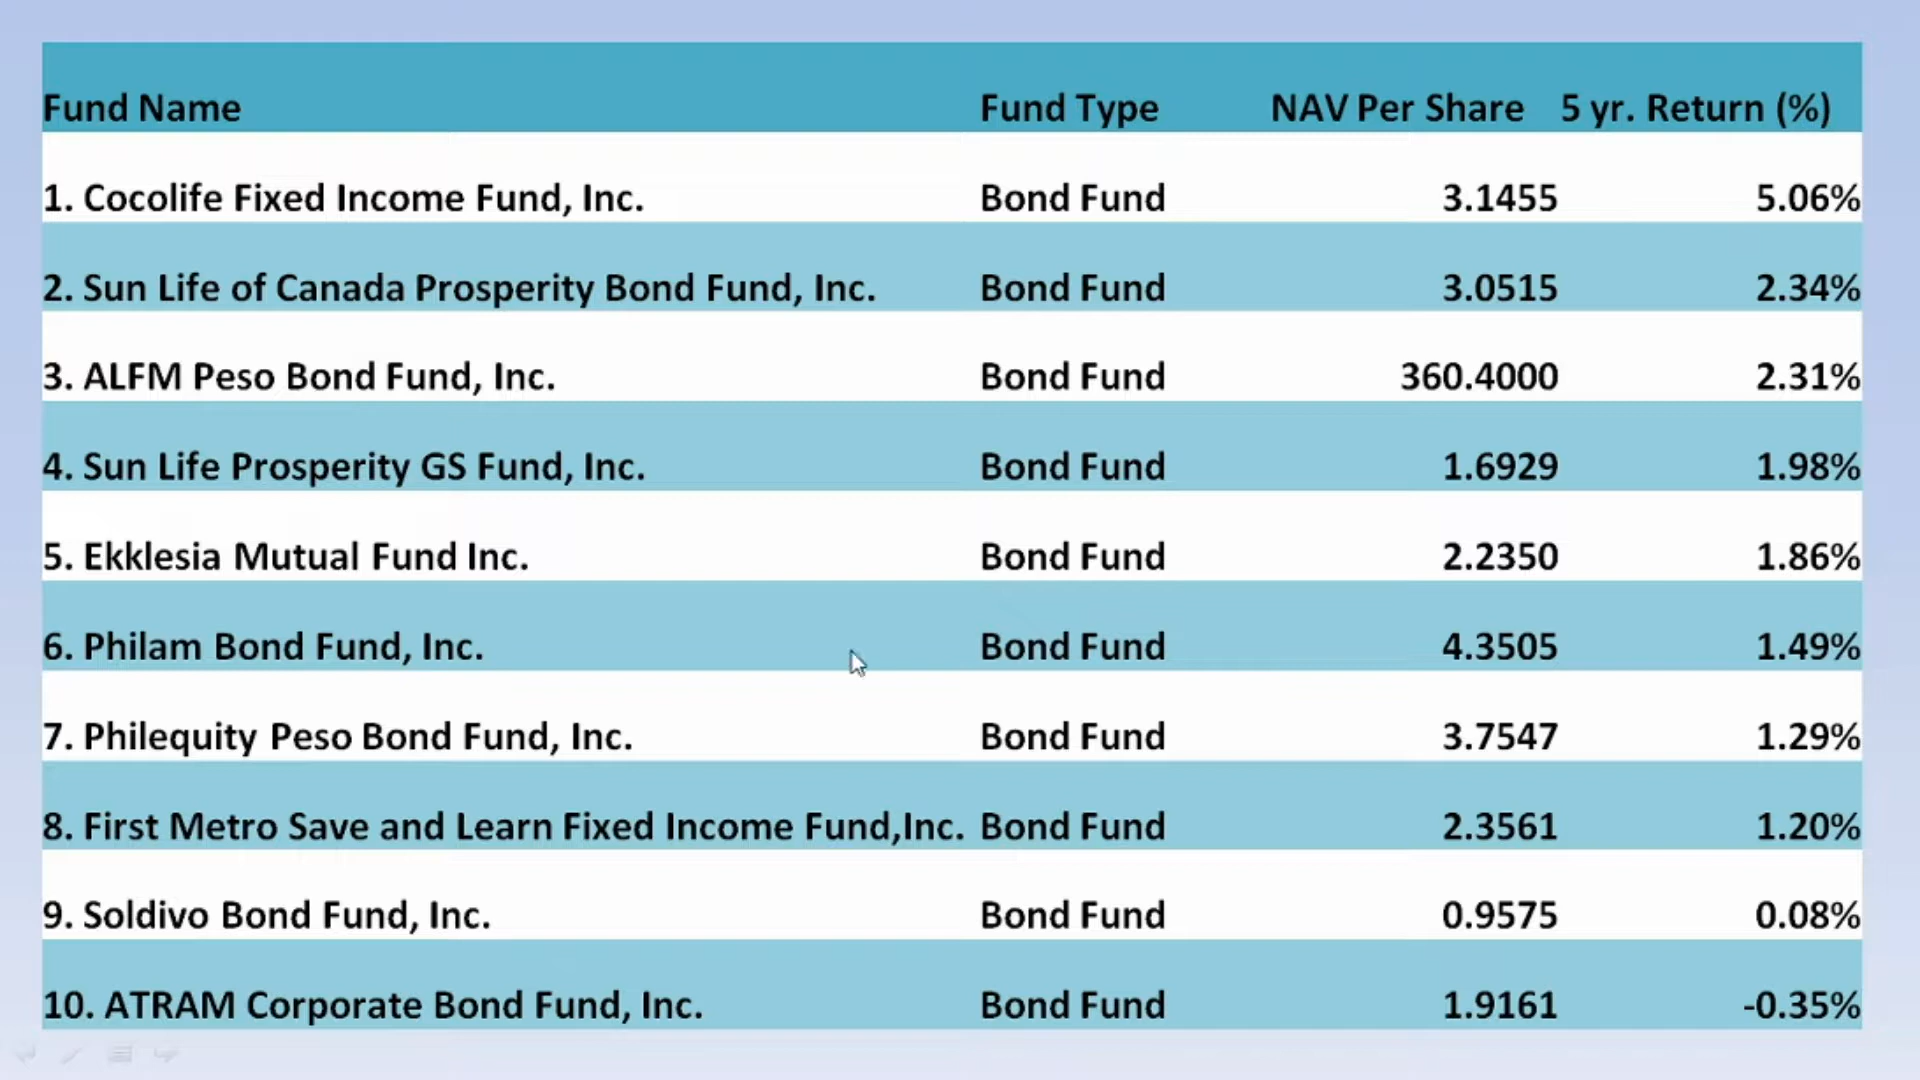 Fund Name Fund Type NAV Per Share 5 yr. Return (%)
1. Cocolife Fixed Income Fund, Inc. Bond Fund 3.1455 5.06%
2. Sun Life of Canada Prosperity Bond Fund, Inc. Bond Fund 3.0515 2.34%
3. ALFM Peso Bond Fund, Inc. Bond Fund 360.4000 2.31%
4. Sun Life Prosperity GS Fund, Inc. Bond Fund 1.6929 1.98%
5. Ekklesia Mutual Fund Inc. Bond Fund 2.2350 1.86%
6. Philam Bond Fund, Inc. Bond Fund 4.3505 1.49%
7. Philequity Peso Bond Fund, Inc. Bond Fund 3.7547 1.29%
8. First Metro Save and Learn Fixed Income Fund,Inc. Bond Fund 2.3561 1.20%
9. Soldivo Bond Fund, Inc. Bond Fund 0.9575 0.08%
10. ATRAM Corporate Bond Fund, Inc. Bond Fund 1.9161 -0.35%